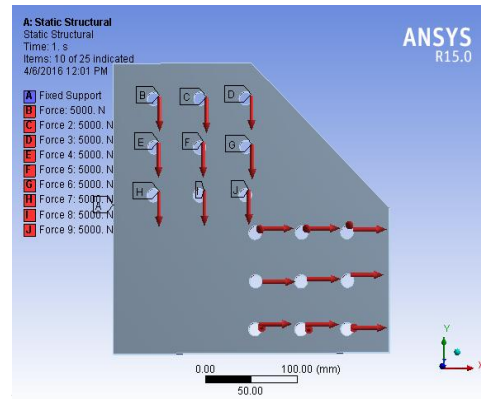 A: Static Structural
Static Structural
Time: 1. s
Items: 10 of 25 indicated
4/6/2016 12:01 PM
A Fixed Support
B Force: 5000. N
C Force 2: 5000. N
D Force 3: 5000. N
E Force 4: 5000. N
F Force 5: 5000. N
G Force 6: 5000. N
H Force 7: 5000. N
I Force 8: 5000. N
J Force 9: 5000. N
ANSYS
R15.0
B C D
E F G
H I J
A
Y
X
0.00 100.00 (mm)
50.00